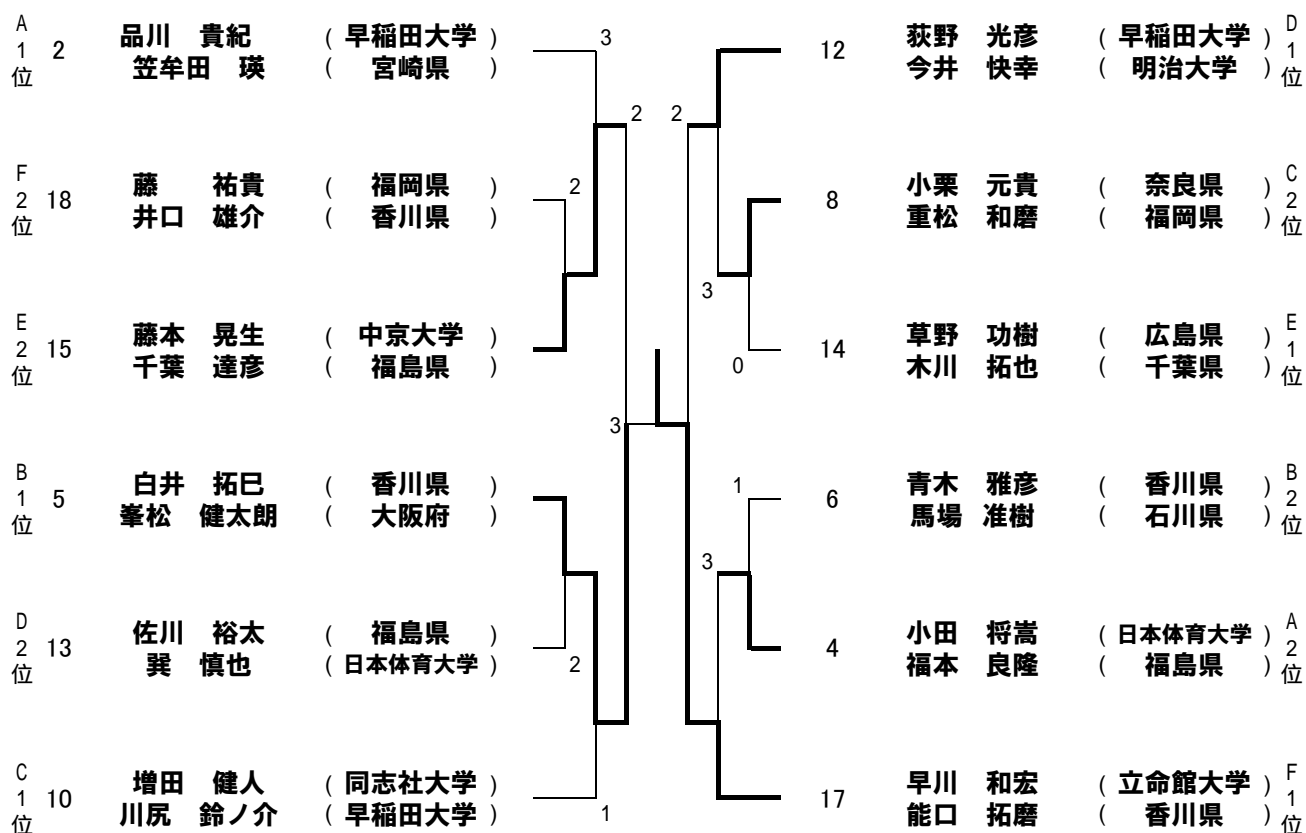 A1位 2 品川 貴紀 ( 早稲田大学 )
笠牟田 瑛 ( 宮崎県 )
3
F2位 18 藤 祐貴 ( 福岡県 )
井口 雄介 ( 香川県 )
2
E2位 15 藤本 晃生 ( 中京大学 )
千葉 達彦 ( 福島県 )
2
B1位 5 白井 拓巳 ( 香川県 )
峯松 健太朗 ( 大阪府 )
3
D2位 13 佐川 裕太 ( 福島県 )
巽 慎也 ( 日本体育大学 )
2
C1位 10 増田 健人 ( 同志社大学 )
川尻 鈴ノ介 ( 早稲田大学 )
1
12 荻野 光彦 ( 早稲田大学 ) D1位
今井 快幸 ( 明治大学 )
2
8 小栗 元貴 ( 奈良県 ) C2位
重松 和磨 ( 福岡県 )
3
14 草野 功樹 ( 広島県 ) E1位
木川 拓也 ( 千葉県 )
0
6 青木 雅彦 ( 香川県 ) B2位
馬場 准樹 ( 石川県 )
1
3
4 小田 将嵩 ( 日本体育大学 ) A2位
福本 良隆 ( 福島県 )
17 早川 和宏 ( 立命館大学 ) F1位
能口 拓磨 ( 香川県 )